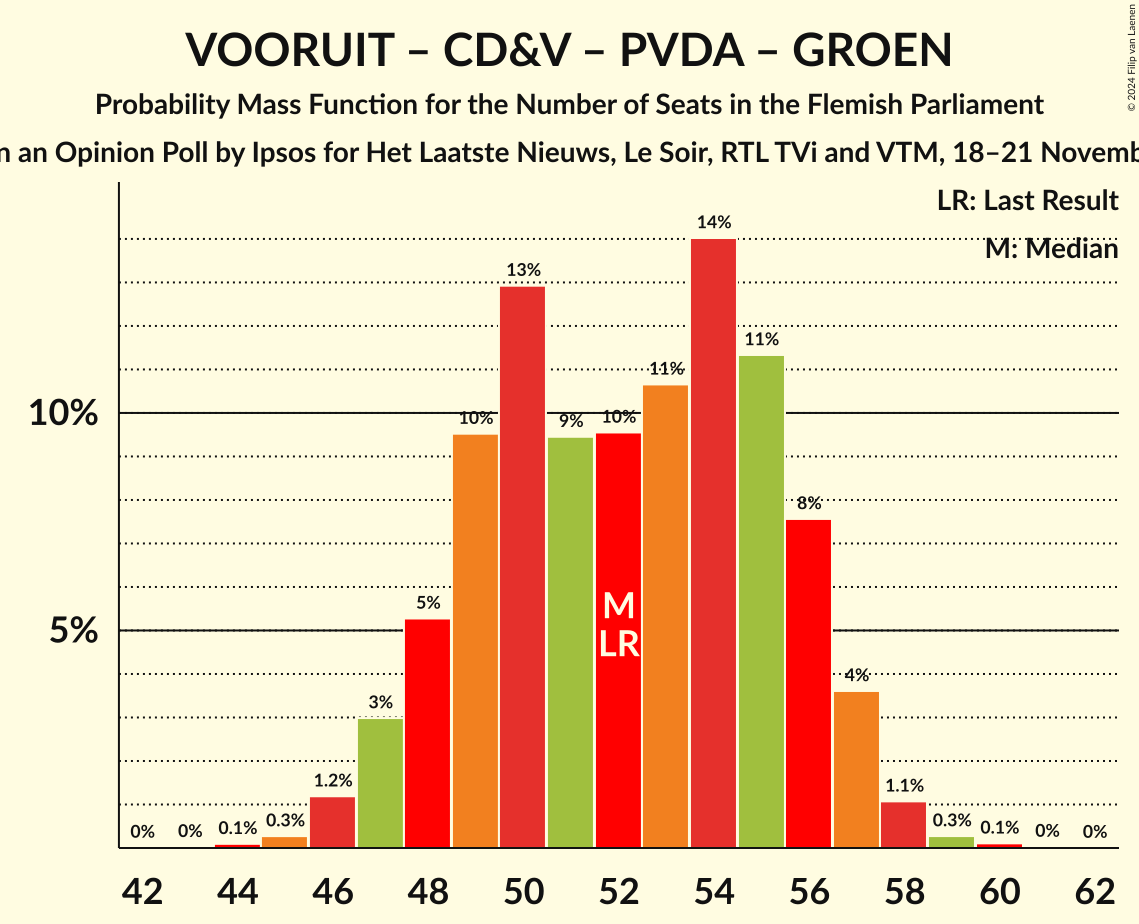 VOORUIT – CD&V – PVDA – GROEN
Probability Mass Function for the Number of Seats in the Flemish Parliament
an Opinion Poll by Ipsos for Het Laatste Nieuws, Le Soir, RTL TVi and VTM, 18–21
© 2024 Filip van Laenen
LR: Last Result
M: Median
14%
13%
11%
11%
10%
10%
9%
10%
8%
M
LR
5%
5%
4%
3%
1.2%
1.1%
0%
0%
0.1%
0.3%
0.3%
0.1%
0%
0%
42 44 46 48 50 52 54 56 58 60 62